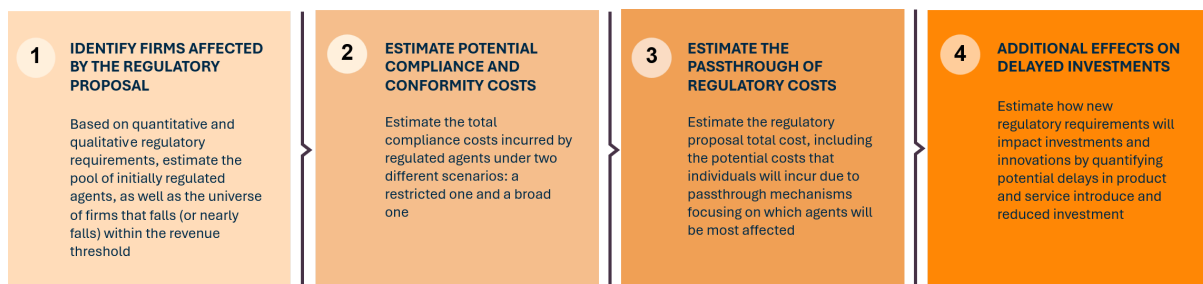 1
IDENTIFY FIRMS AFFECTED
BY THE REGULATORY
PROPOSAL
Based on quantitative and
qualitative regulatory
requirements, estimate the
pool of initially regulated
agents, as well as the universe
of firms that falls (or nearly
falls) within the revenue
threshold
2
ESTIMATE POTENTIAL
COMPLIANCE AND
CONFORMITY COSTS
Estimate the total
compliance costs incurred by
regulated agents under two
different scenarios: a
restricted one and a broad
one
3
ESTIMATE THE
PASSTHROUGH OF
REGULATORY COSTS
Estimate the regulatory
proposal total cost, including
the potential costs that
individuals will incur due to
passthrough mechanisms
focusing on which agents will
be most affected
4
ADDITIONAL EFFECTS ON
DELAYED INVESTMENTS
Estimate how new
regulatory requirements will
impact investments and
innovations by quantifying
potential delays in product
and service introduce and
reduced investment